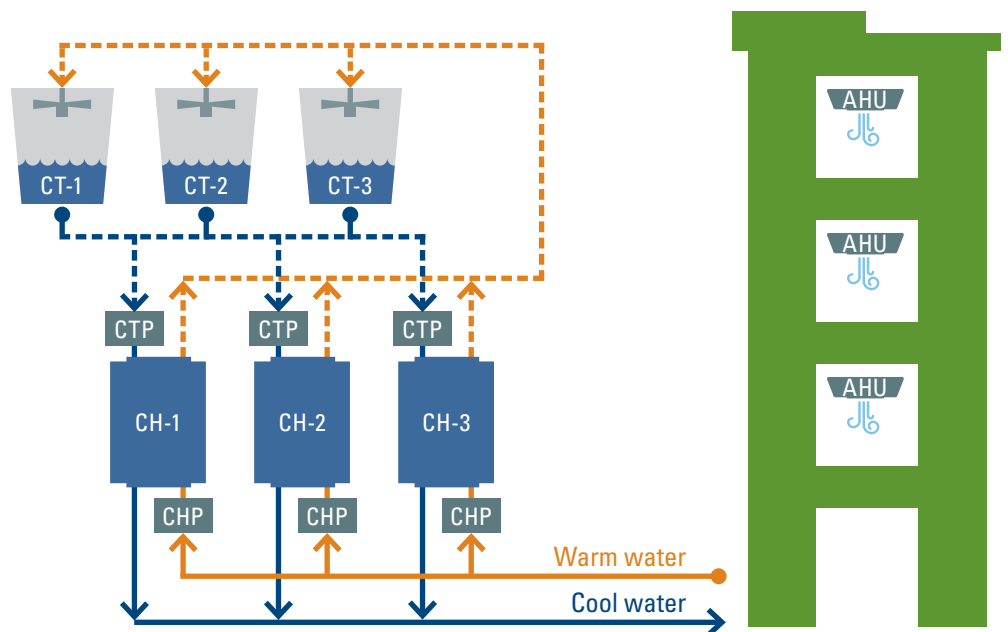 AHU
CT-1 CT-2 CT-3
AHU
CTP CTP CTP
AHU
CH-1 CH-2 CH-3
CHP CHP CHP
Warm water
Cool water